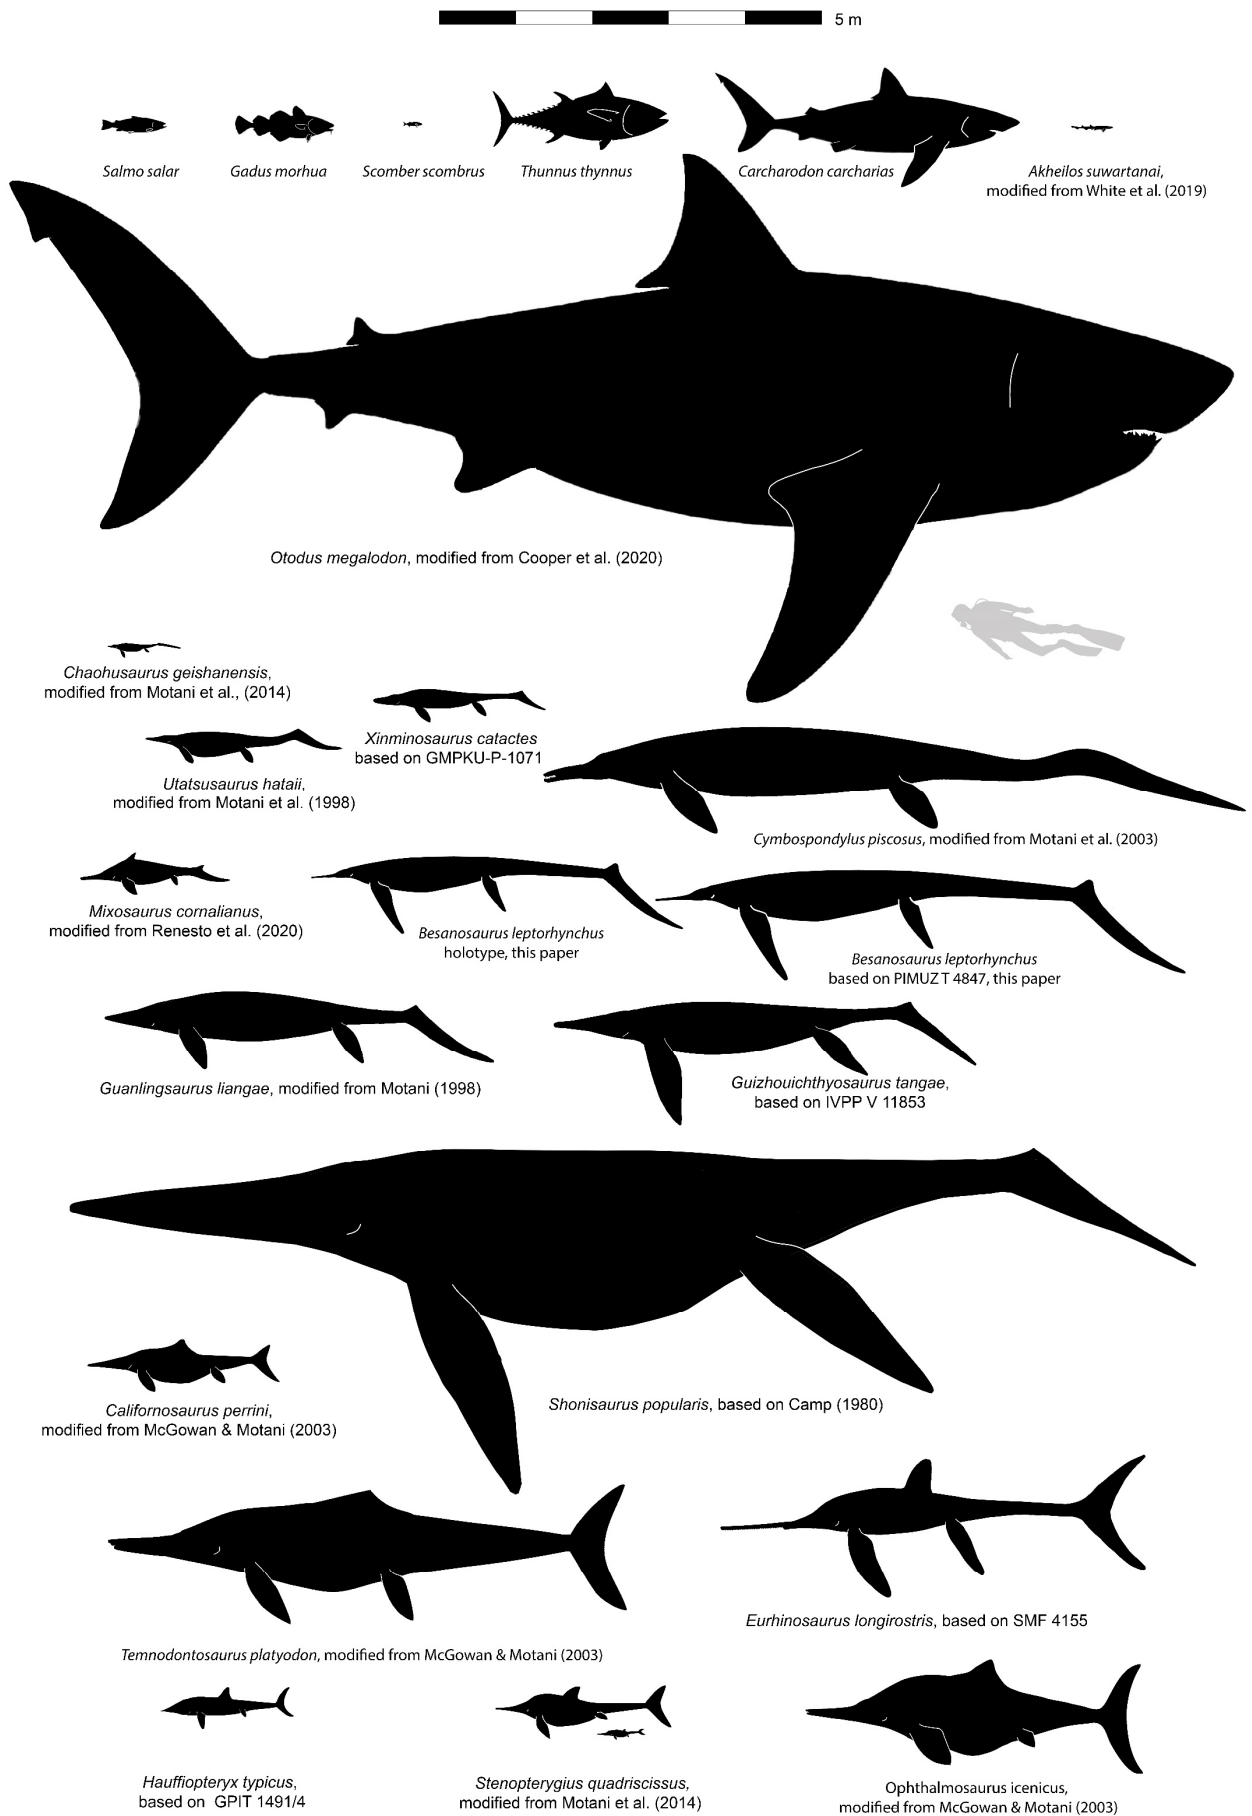 5 m
Salmo salar
Gadus morhua
Scomber scombrus
Thunnus thynnus
Carcharodon carcharias
Akheilos suwartanai,
modified from White et al. (2019)
Otodus megalodon, modified from Cooper et al. (2020)
Chaohusaurus geishanensis,
modified from Motani et al., (2014)
Xinminosaurus catactes
based on GMPKU-P-1071
Utatsusaurus hataii,
modified from Motani et al. (1998)
Cymbospondylus piscosus, modified from Motani et al. (2003)
Mixosaurus cornalianus,
modified from Renesto et al. (2020)
Besanosaurus leptorhynchus
holotype, this paper
Besanosaurus leptorhynchus
based on PIMUZ T 4847, this paper
Guanlingsaurus liangae, modified from Motani (1998)
Guizhouichthyosaurus tangae,
based on IVPP V 11853
Shonisaurus popularis, based on Camp (1980)
Californosaurus perrini,
modified from McGowan & Motani (2003)
Eurhinosaurus longirostris, based on SMF 4155
Temnodontosaurus platyodon, modified from McGowan & Motani (2003)
Hauffiopteryx typicus,
based on GPIT 1491/4
Stenopterygius quadriscissus,
modified from Motani et al. (2014)
Ophthalmosaurus icenicus,
modified from McGowan & Motani (2003)